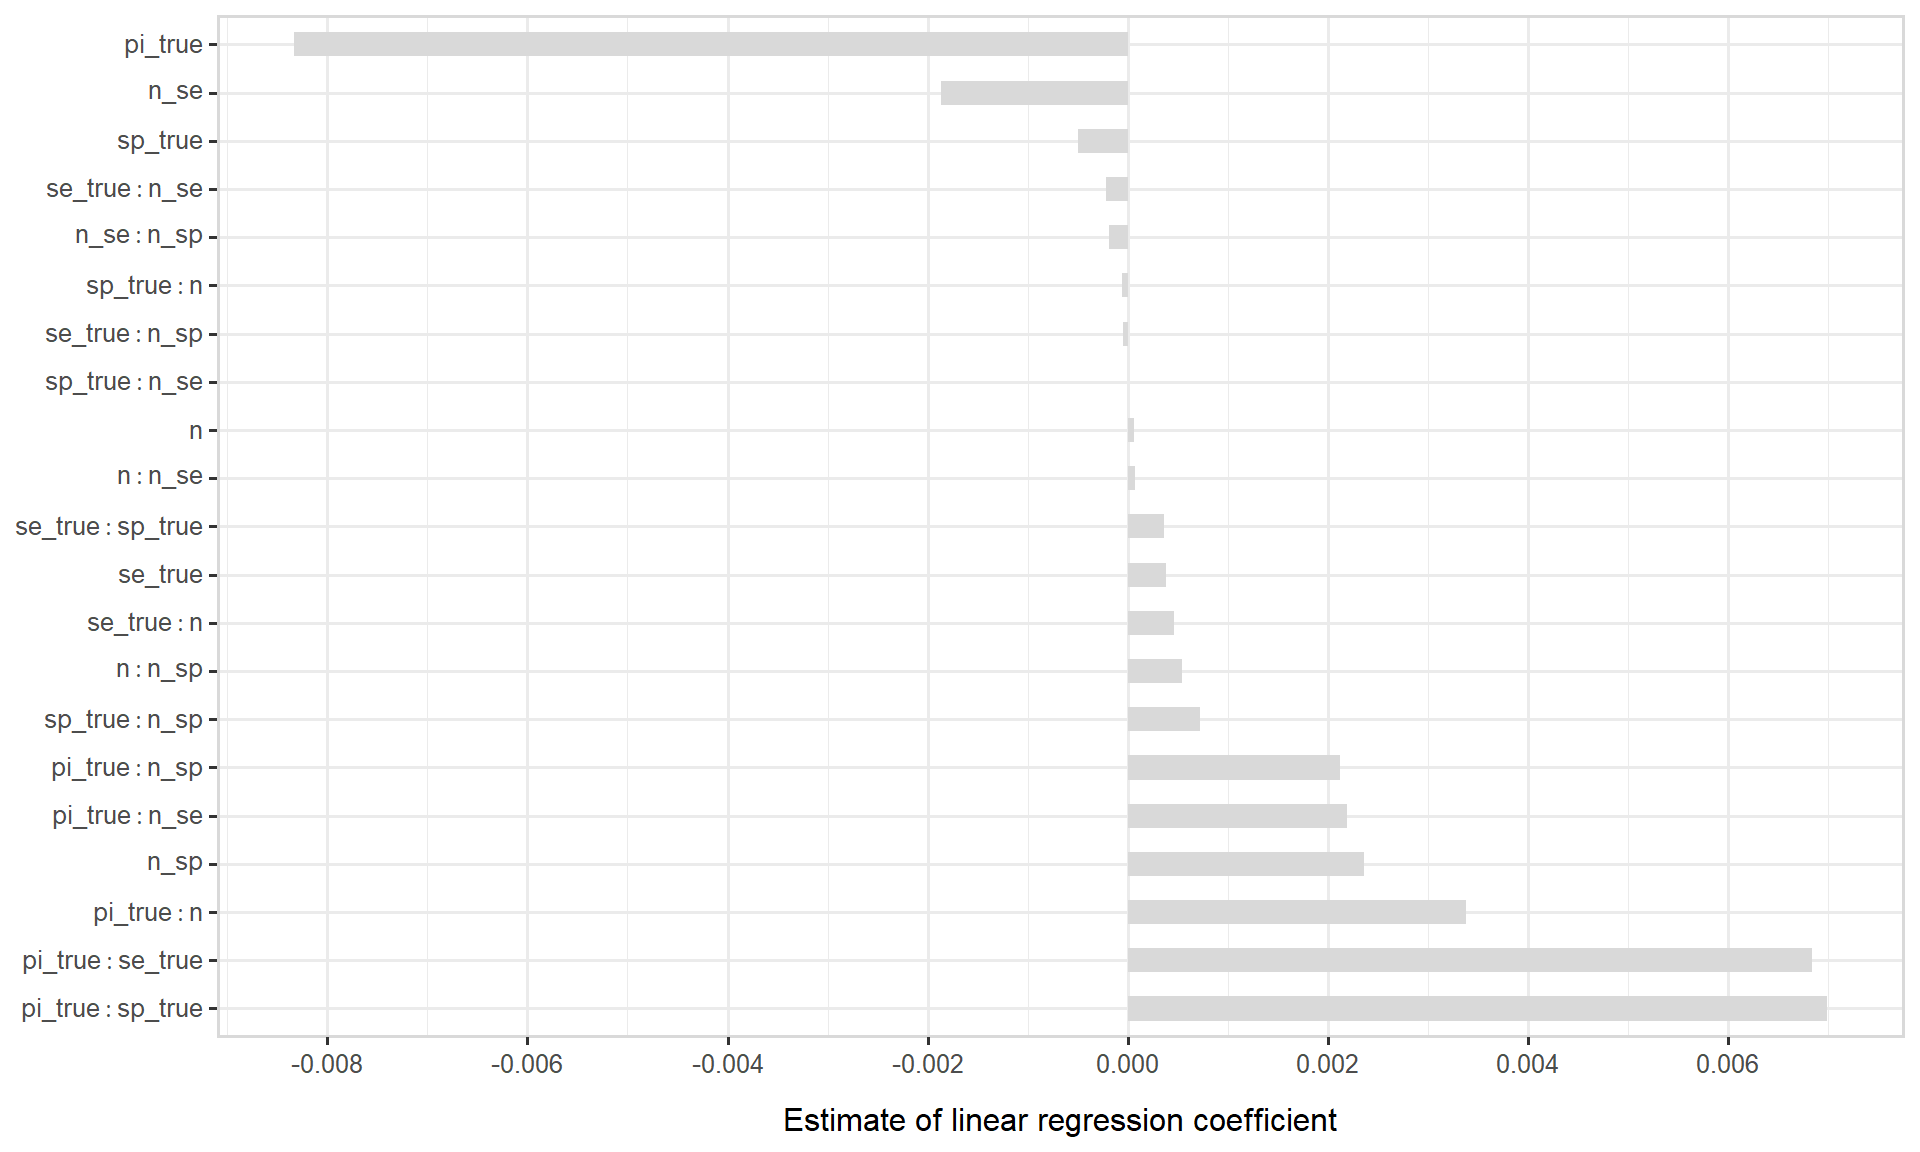 pi_true
n_se
sp_true
se_true : n_se
n_se : n_sp
sp_true : n
se_true : n_sp
sp_true : n_se
n
n : n_se
se_true : sp_true
se_true
se_true : n
n : n_sp
sp_true : n_sp
pi_true : n_sp
pi_true : n_se
n_sp
pi_true : n
pi_true : se_true
pi_true : sp_true
-0.008 -0.006 -0.004 -0.002 0.000 0.002 0.004 0.006
Estimate of linear regression coefficient